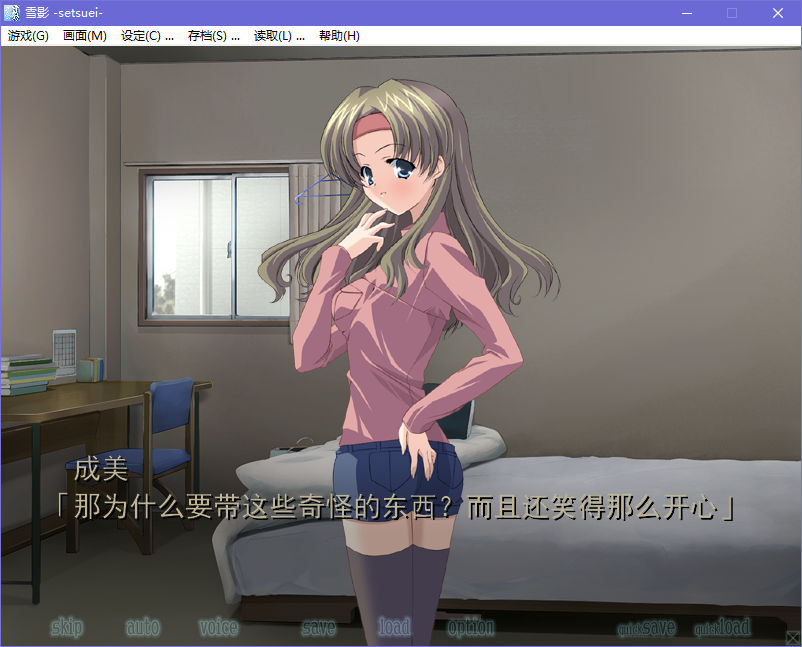 雪影 -setsuei-
游戏(G) 画面(M) 设定(C) ... 存档(S) ... 读取(L) ... 帮助(H)
成美
「那为什么要带这些奇怪的东西？而且还笑得那么开心」
skip auto voice save load option quicksave quickload